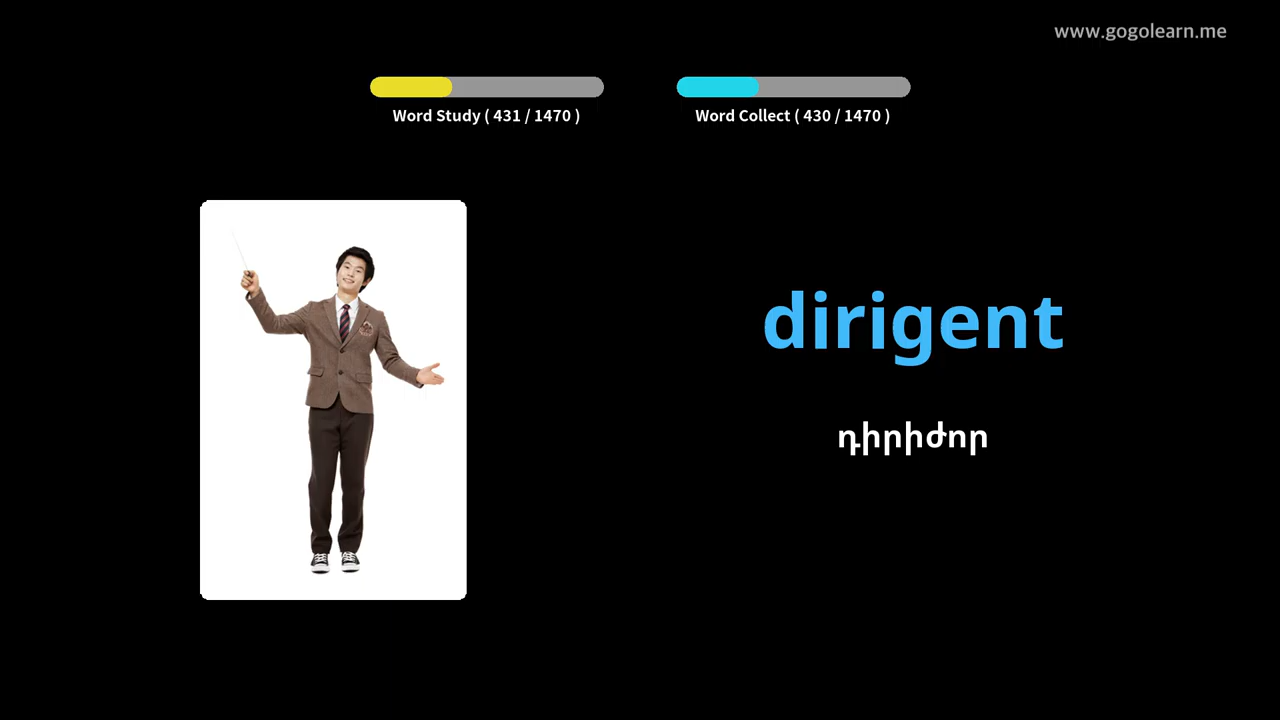 www.gogolearn.me
Word Study ( 431 / 1470 )
Word Collect ( 430 / 1470 )
dirigent
դիրիժոր